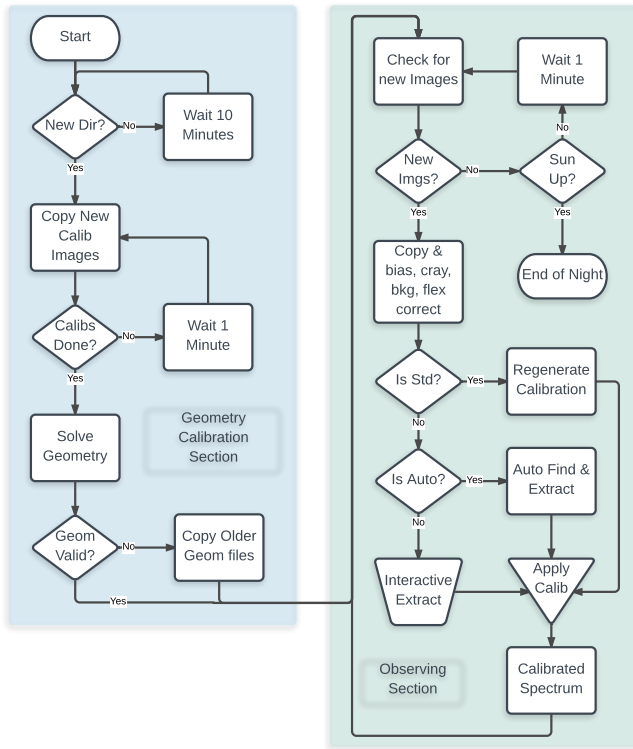 Start
New Dir?
No
Wait 10
Minutes
Yes
Copy New
Calib
Images
Calibs
Done?
No
Wait 1
Minute
Yes
Solve
Geometry
Geometry
Calibration
Section
Geom
Valid?
No
Copy Older
Geom files
Yes
Check for
new Images
Wait 1
Minute
No
New
Imgs?
No
Sun
Up?
Yes
Yes
Copy &
bias, cray,
bkg, flex
correct
End of Night
Is Std?
Yes
Regenerate
Calibration
No
Is Auto?
Yes
Auto Find &
Extract
No
Interactive
Extract
Apply
Calib
Observing
Section
Calibrated
Spectrum